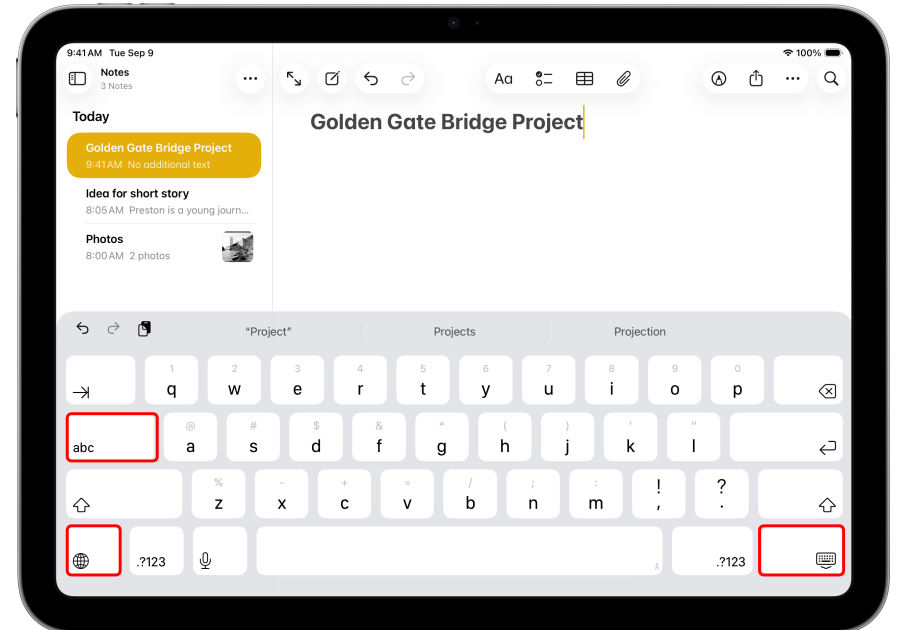 9:41 AM Tue Sep 9
100%
Notes
3 Notes
Aa
Today
Golden Gate Bridge Project
9:41 AM No additional text
Idea for short story
8:05 AM Preston is a young journ...
Photos
8:00 AM 2 photos
Golden Gate Bridge Project
“Project” Projects Projection
1 2 3 4 5 6 7 8 9 0
q w e r t y u i o p
@ # $ & * ( ) ' "
abc a s d f g h j k l
% - + = / ; : ! ?
z x c v b n m , .
.?123 A .?123